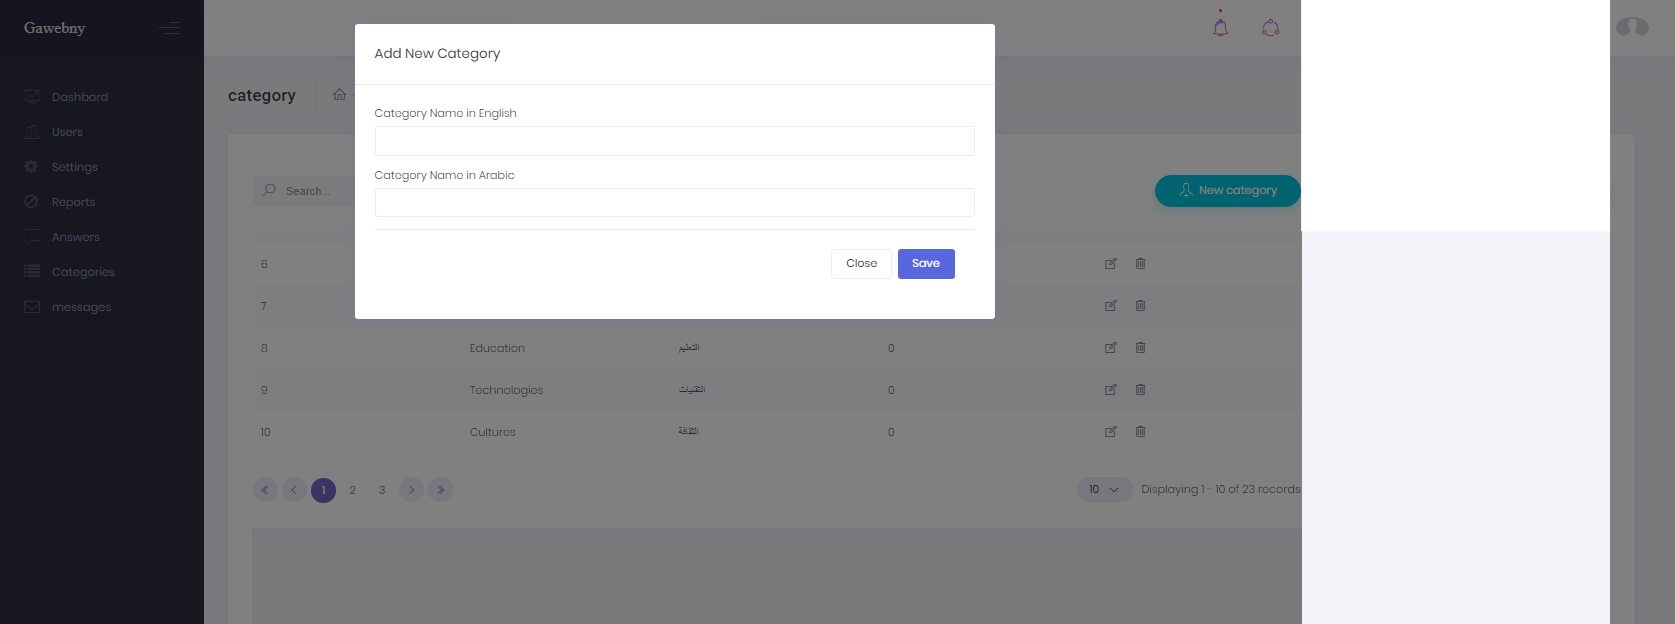 Gawebny
Dashbord
Users
Settings
Reports
Answers
Categories
messages
category
Search...
New category
Add New Category
Category Name in English
Category Name in Arabic
Close
Save
6
7
8 Education التعليم 0
9 Technologies التقنيات 0
10 Cultures الثقافة 0
1 2 3
10 Displaying 1 - 10 of 23 records